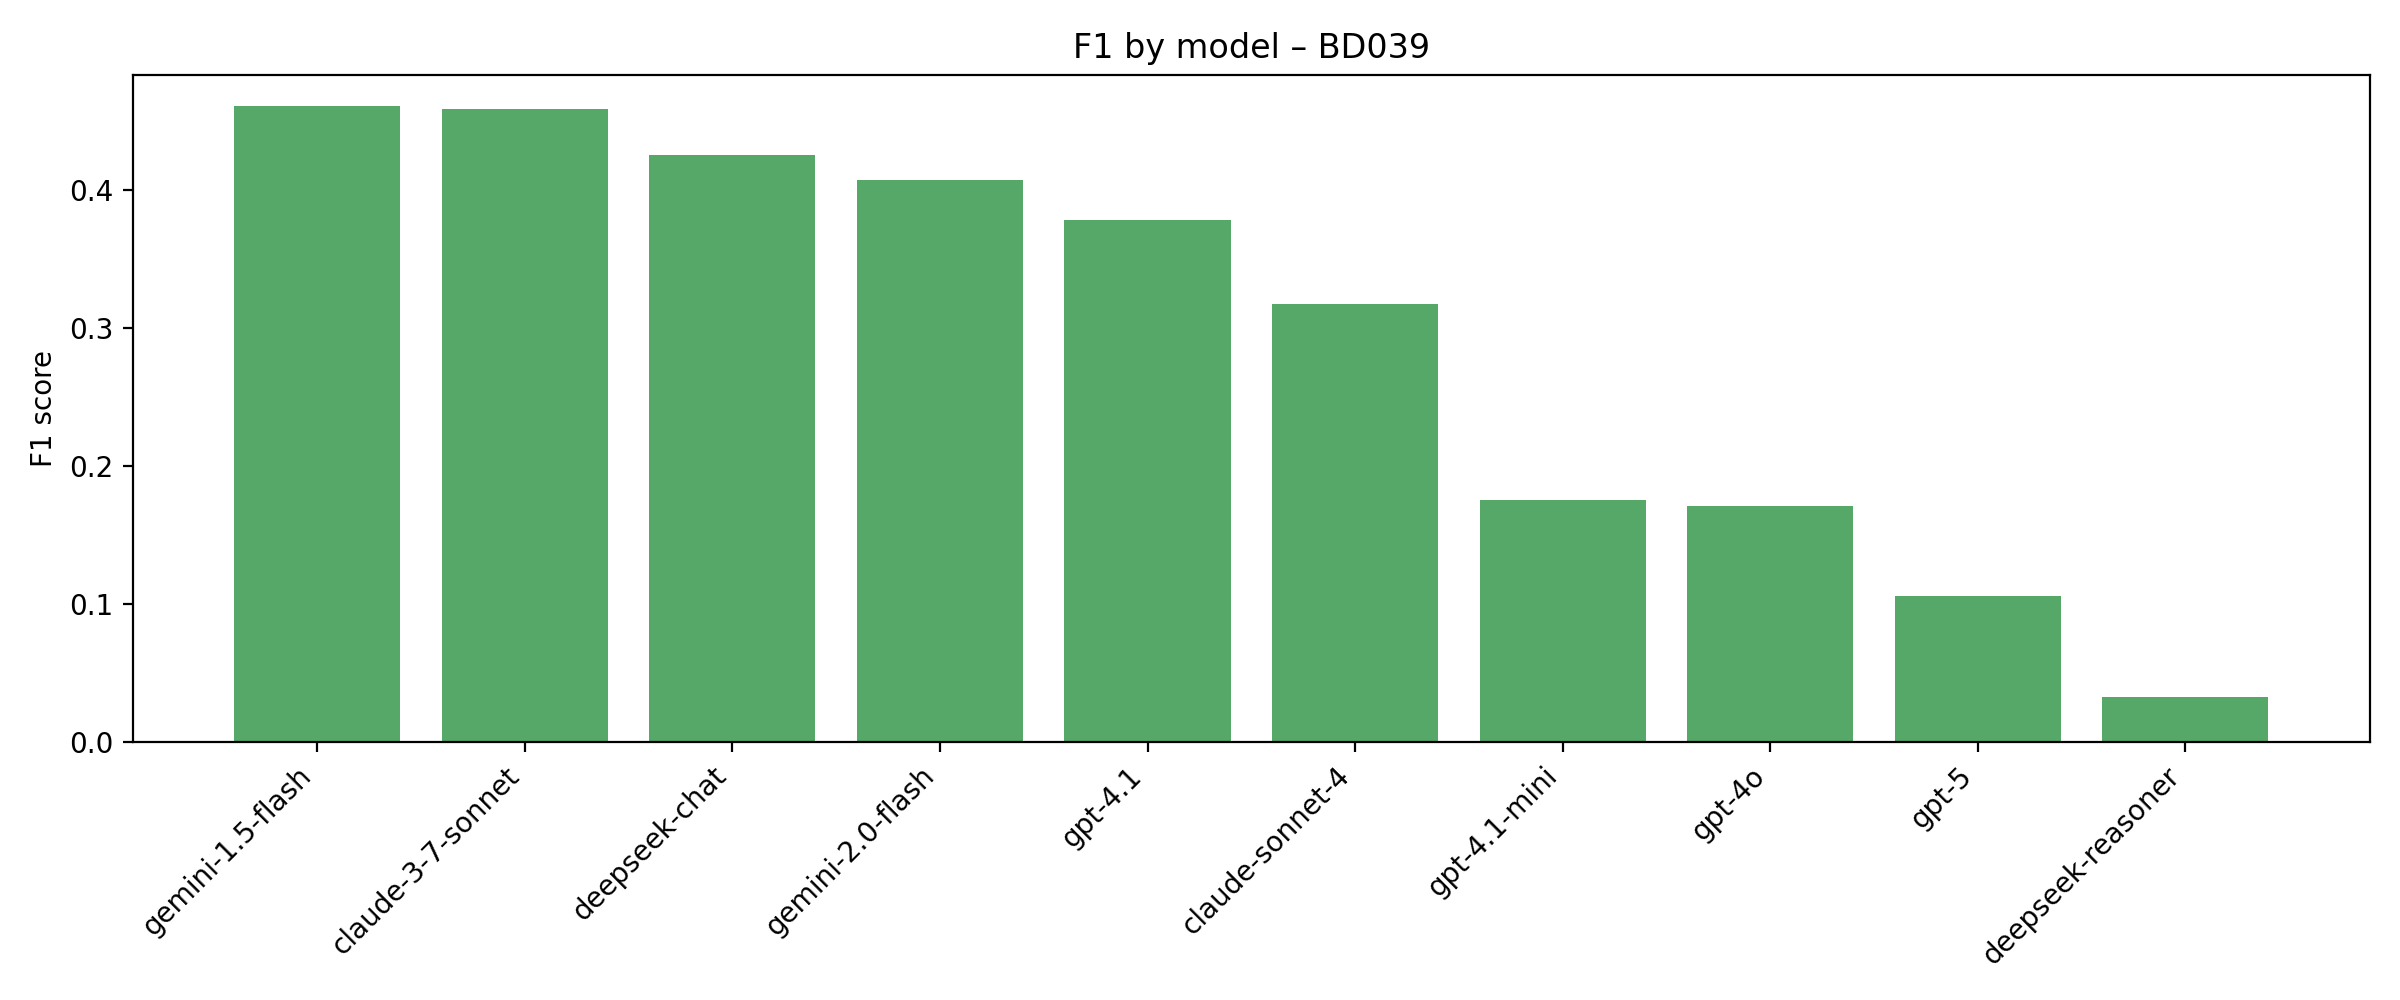 F1 by model – BD039
F1 score
0.4
0.3
0.2
0.1
0.0
gemini-1.5-flash
claude-3-7-sonnet
deepseek-chat
gemini-2.0-flash
gpt-4.1
claude-sonnet-4
gpt-4.1-mini
gpt-4o
gpt-5
deepseek-reasoner